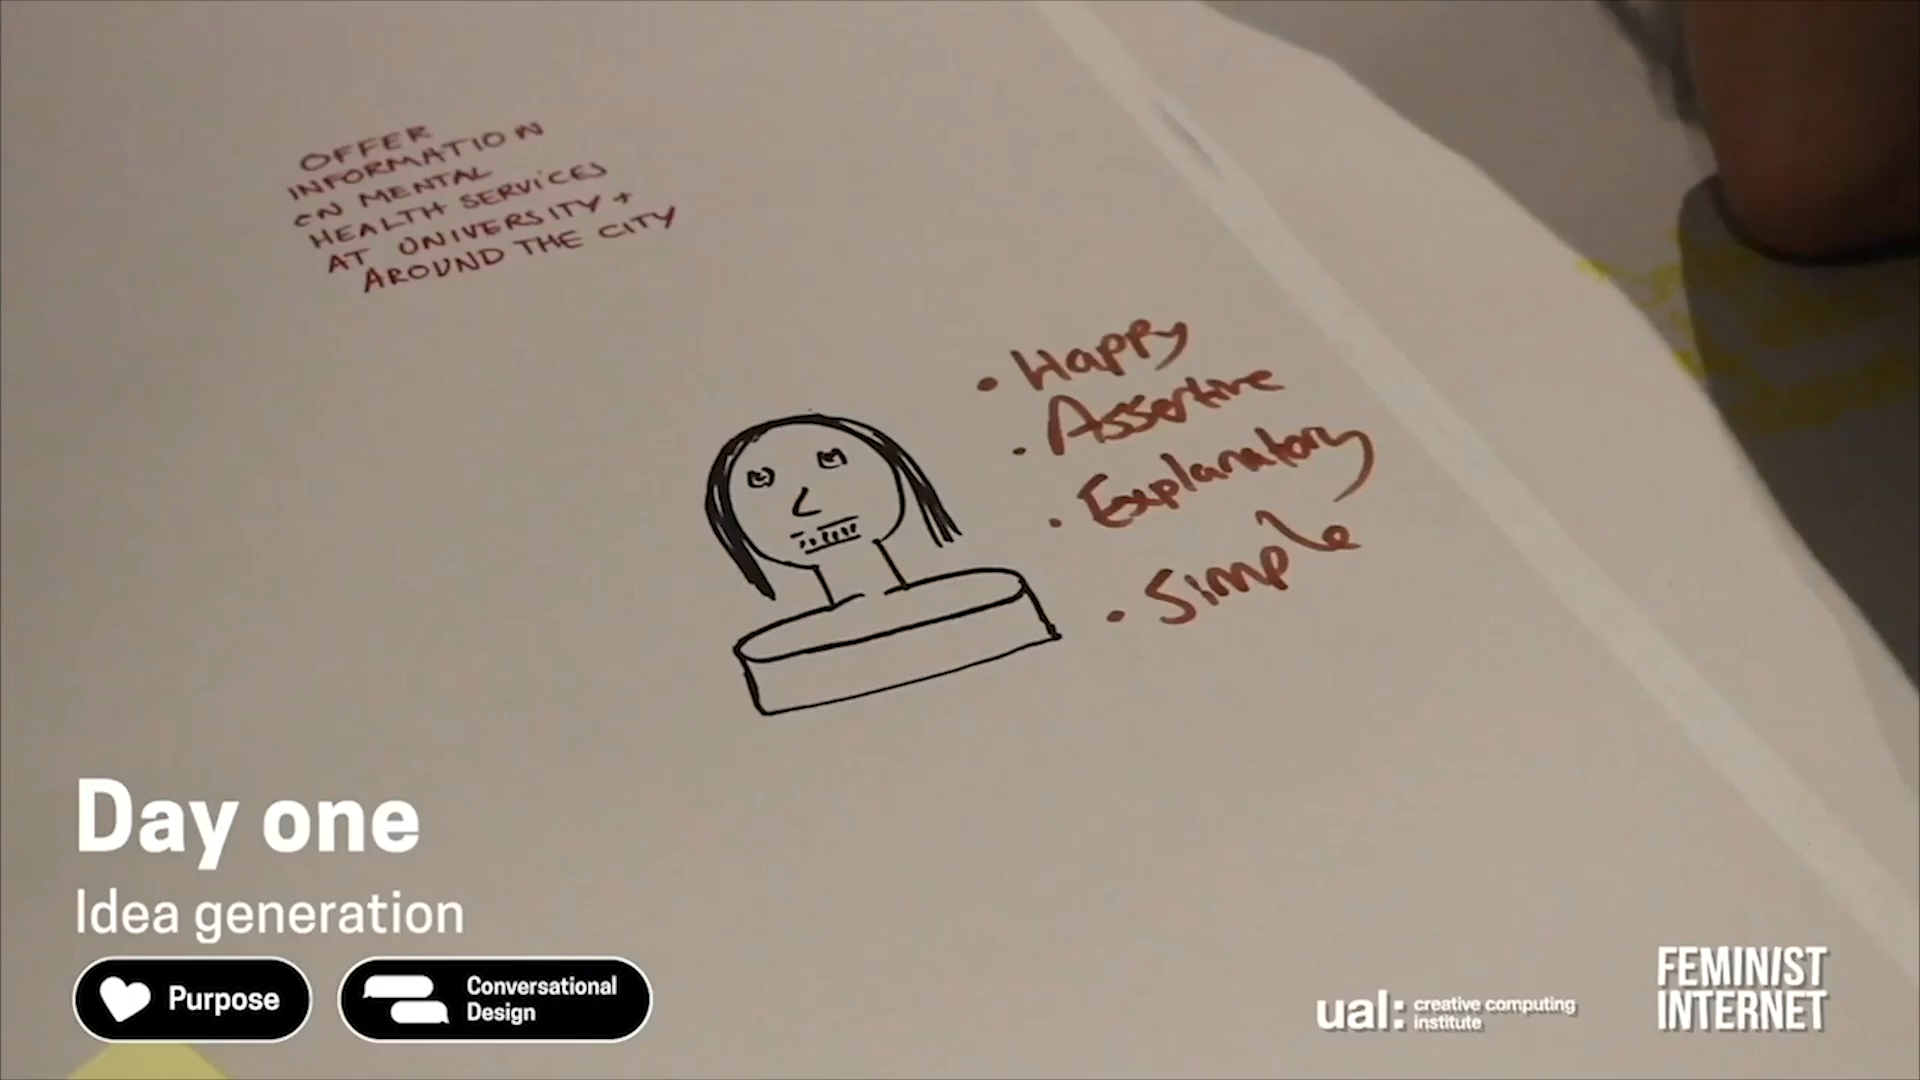 OFFER
INFORMATION
ON MENTAL
HEALTH SERVICES
AT UNIVERSITY +
AROUND THE CITY
• Happy
• Assertive
• Explanatory
• Simple
Day one
Idea generation
Purpose
Conversational
Design
ual: creative computing
institute
FEMINIST
INTERNET